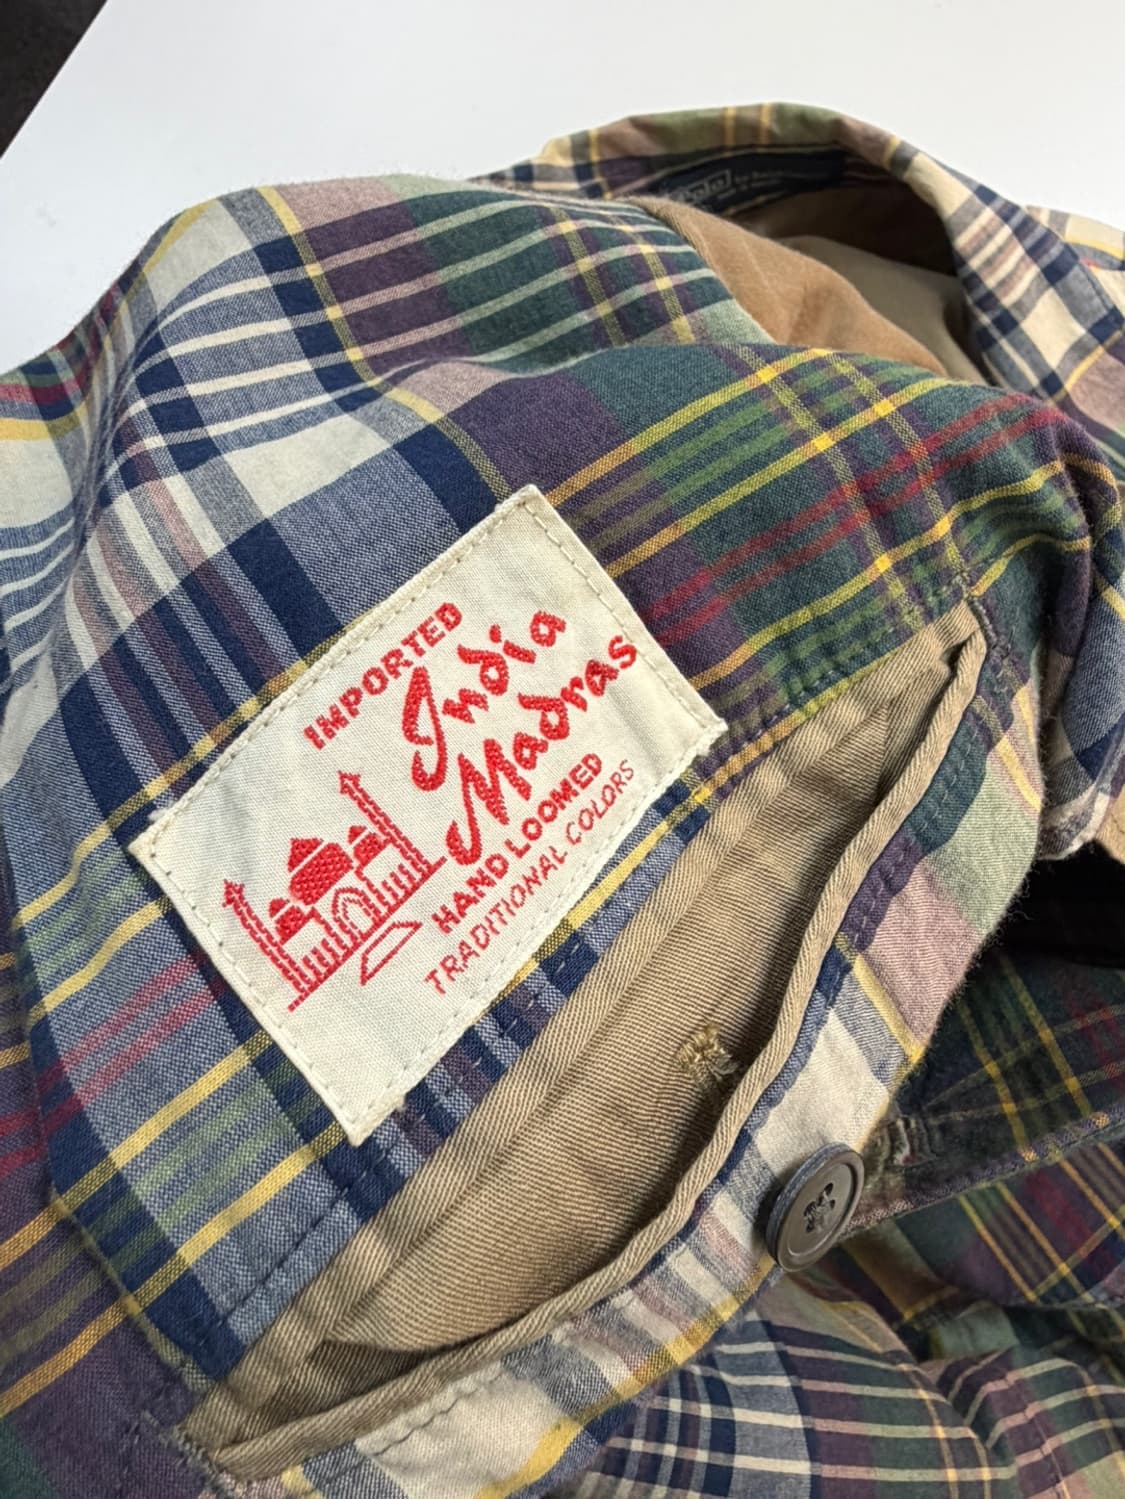 IMPORTED
India
Madras
HAND LOOMED
TRADITIONAL COLORS